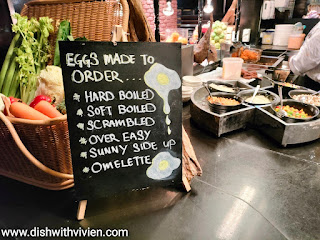 EGGS MADE TO
ORDER...
* HARD BOILED
* SOFT BOILED
* SCRAMBLED
* OVER EASY
* SUNNY SIDE UP
* OMELETTE
www.dishwithvivien.com